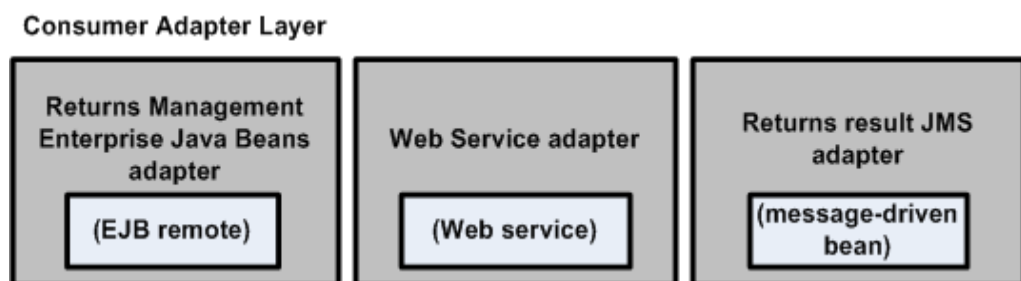 Consumer Adapter Layer
Returns Management
Enterprise Java Beans
adapter
(EJB remote)
Web Service adapter
(Web service)
Returns result JMS
adapter
(message-driven
bean)